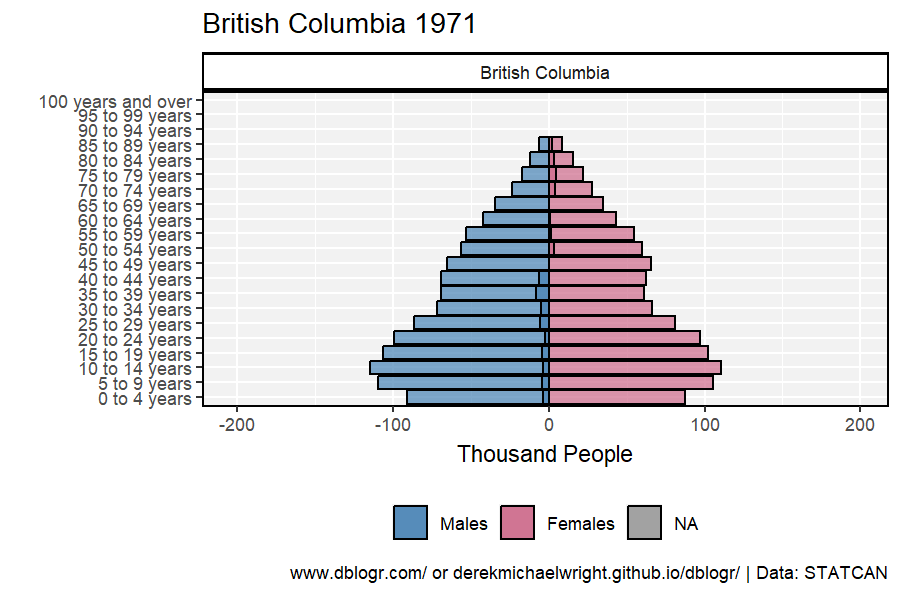 British Columbia 1971
British Columbia
100 years and over
95 to 99 years
90 to 94 years
85 to 89 years
80 to 84 years
75 to 79 years
70 to 74 years
65 to 69 years
60 to 64 years
55 to 59 years
50 to 54 years
45 to 49 years
40 to 44 years
35 to 39 years
30 to 34 years
25 to 29 years
20 to 24 years
15 to 19 years
10 to 14 years
5 to 9 years
0 to 4 years
-200 -100 0 100 200
Thousand People
Males Females NA
www.dblogr.com/ or derekmichaelwright.github.io/dblogr/ | Data: STATCAN